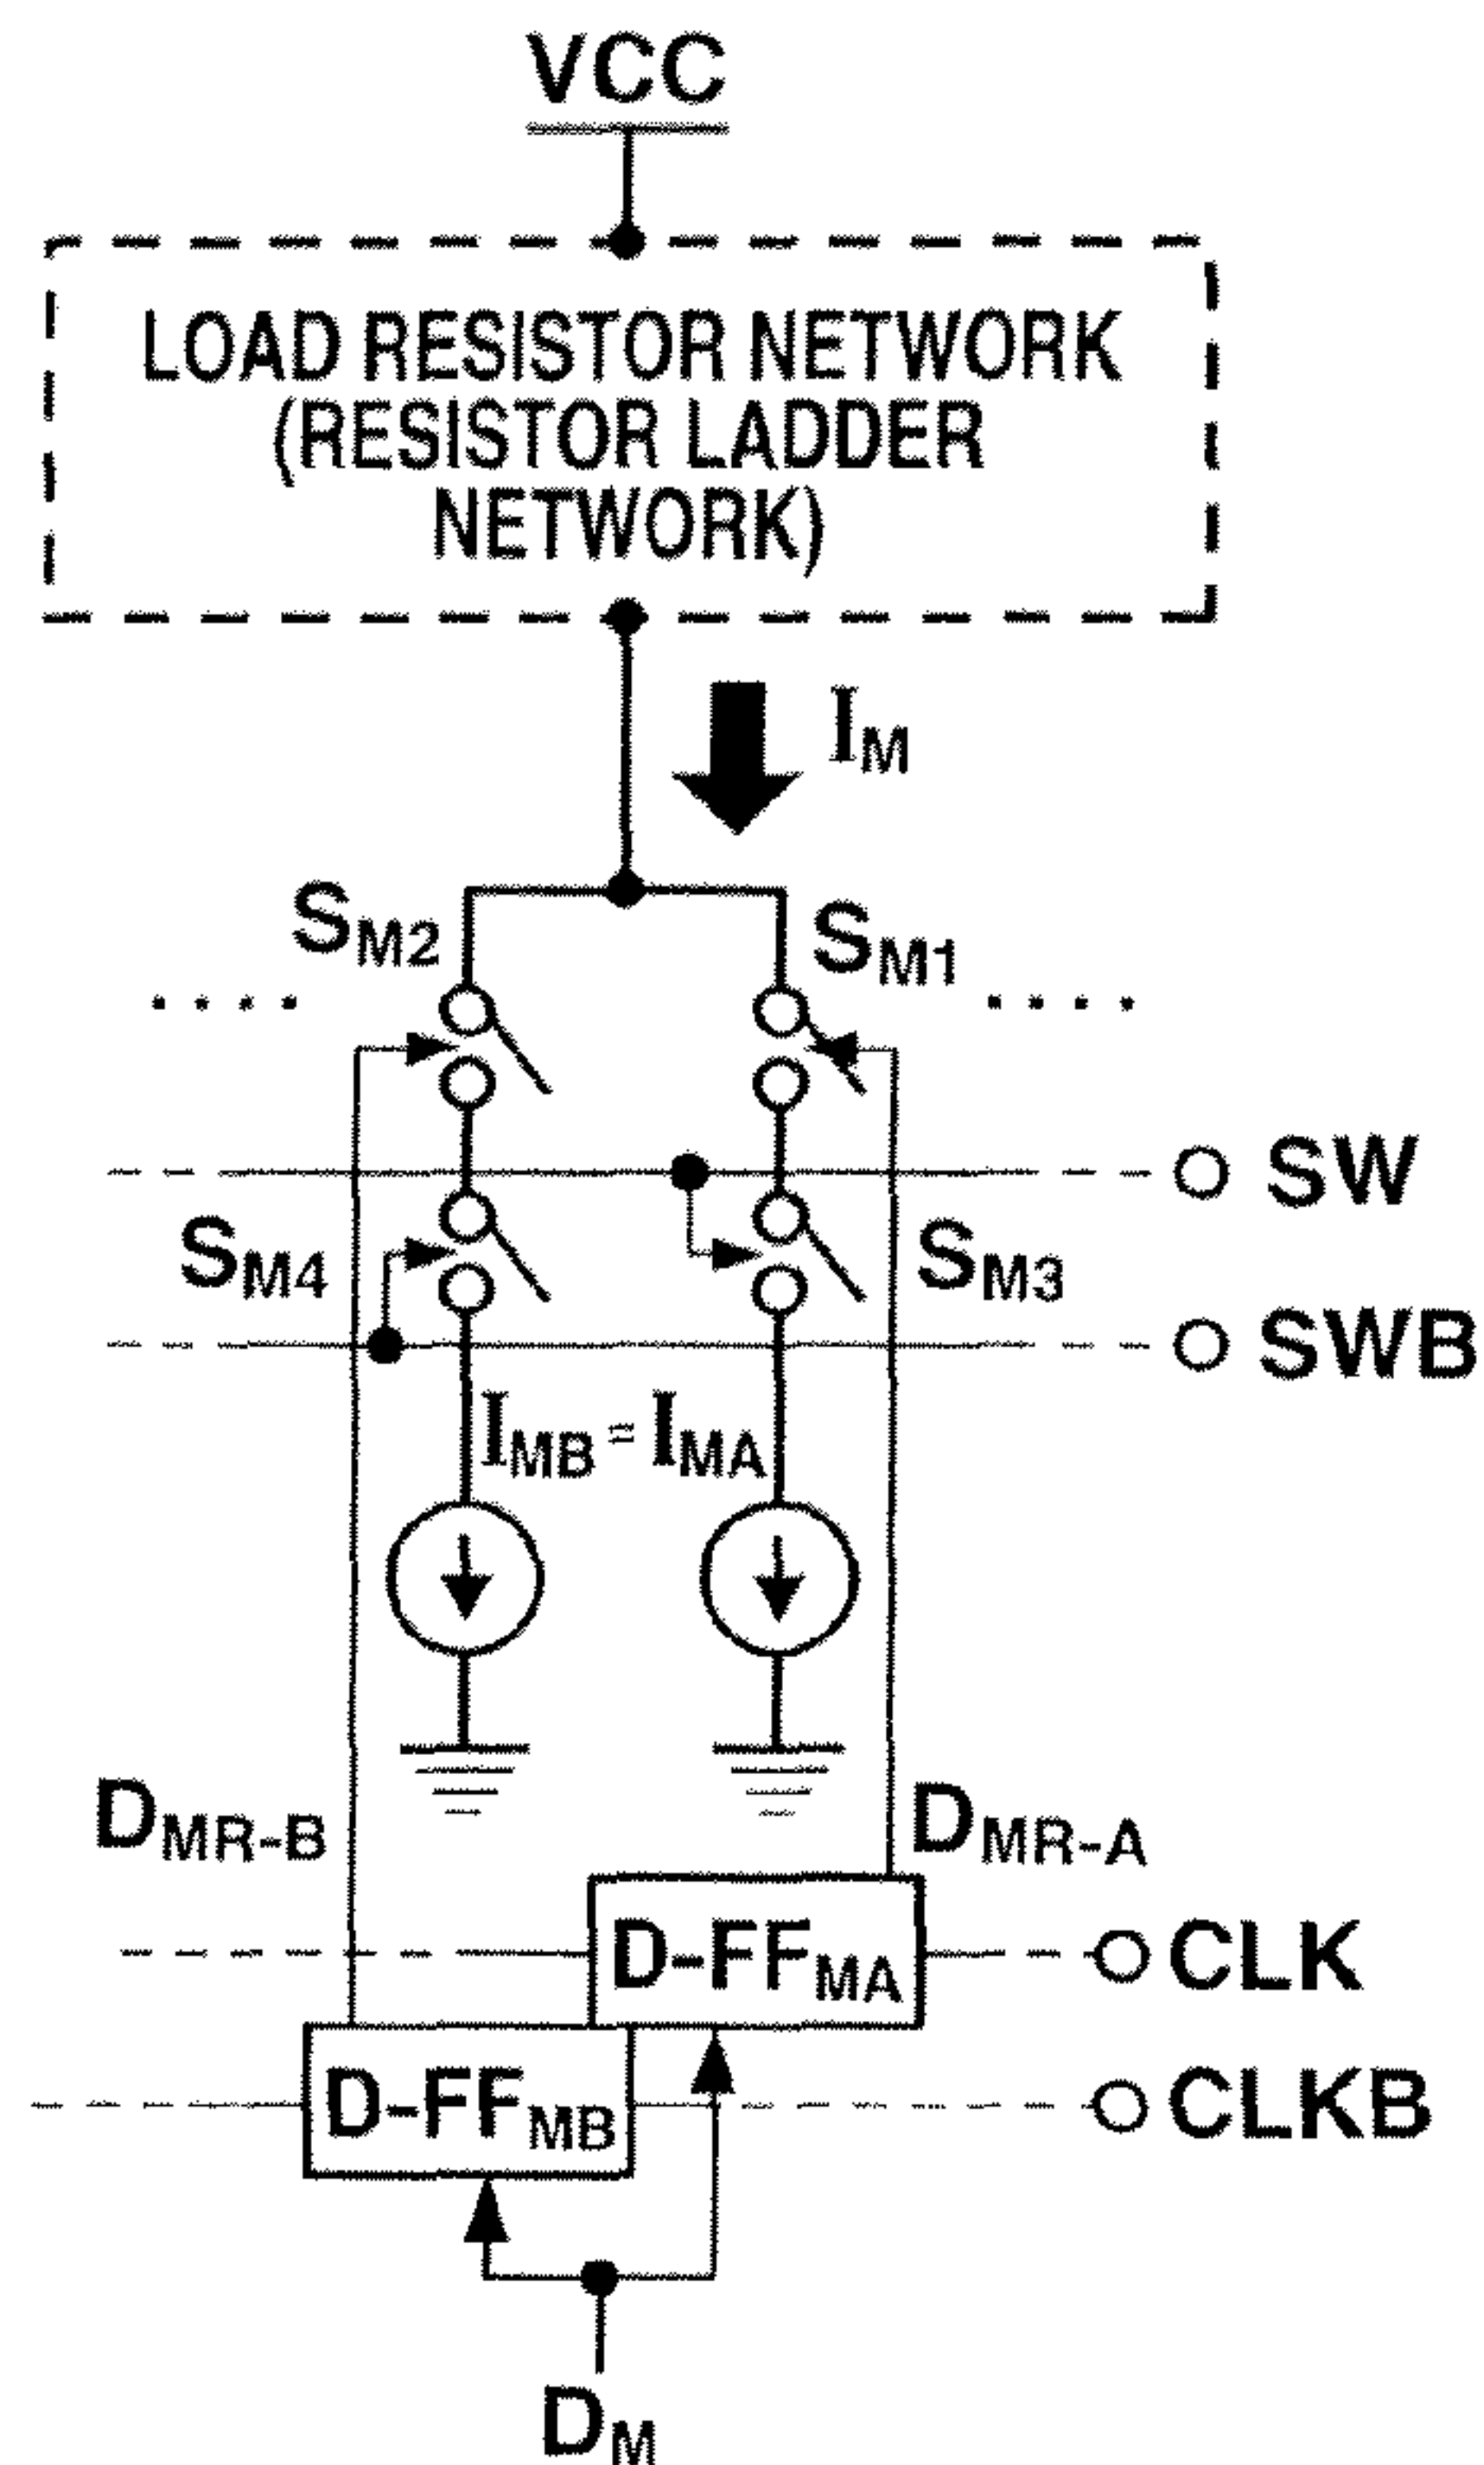 VCC
LOAD RESISTOR NETWORK
(RESISTOR LADDER
NETWORK)
IM
SM2
SM1
SW
SM4
SM3
SWB
IMB = IMA
DMR-B
DMR-A
D-FFMA
CLK
D-FFMB
CLKB
DM